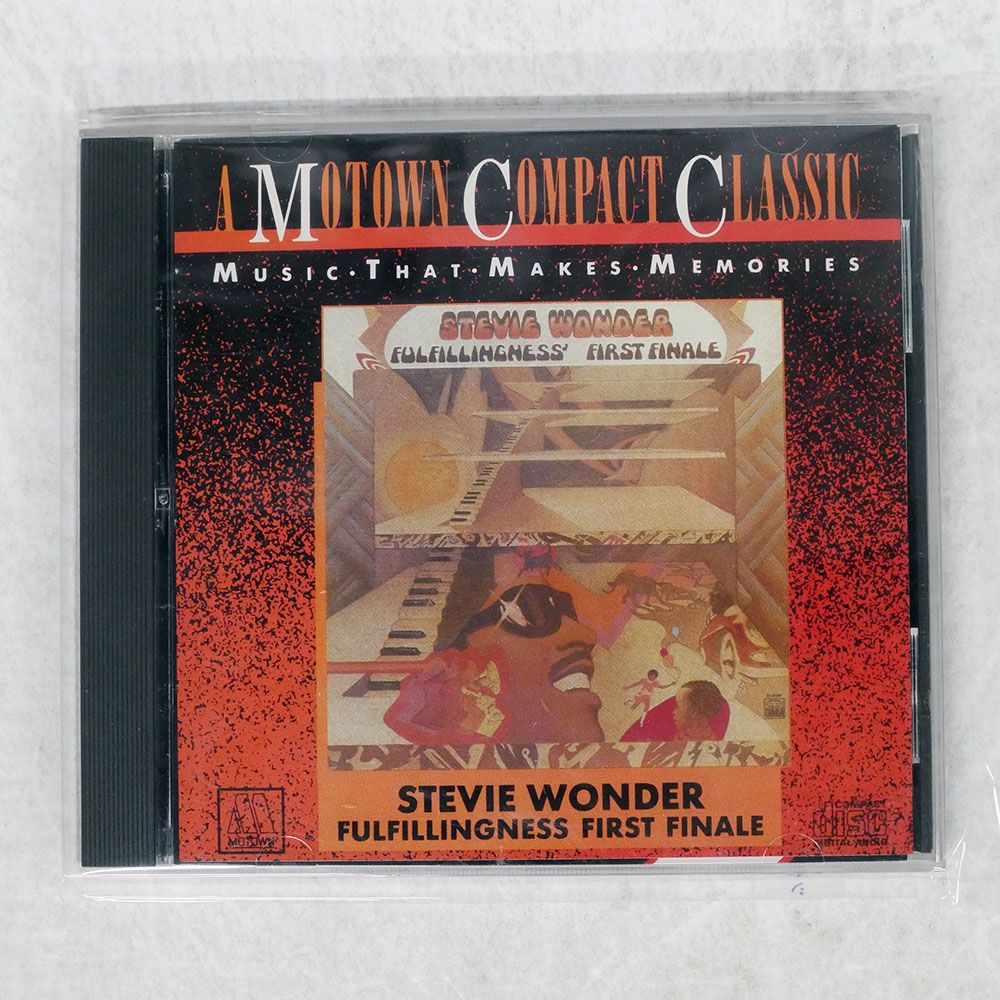 A MOTOWN COMPACT CLASSIC
MUSIC·THAT·MAKES·MEMORIES
STEVIE WONDER
FULFILLINGNESS' FIRST FINALE
STEVIE WONDER
FULFILLINGNESS FIRST FINALE
MOTOWN
COMPACT
disc
DIGITAL AUDIO